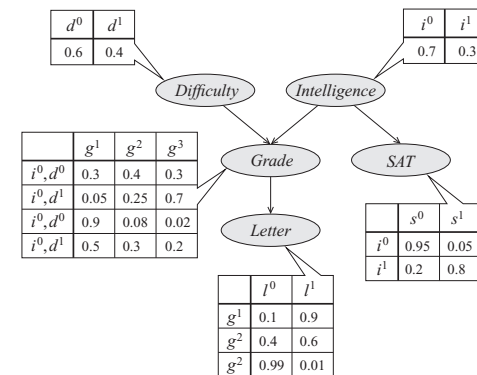 d⁰ d¹
0.6 0.4
i⁰ i¹
0.7 0.3
Difficulty
Intelligence
g¹ g² g³
i⁰,d⁰ 0.3 0.4 0.3
i⁰,d¹ 0.05 0.25 0.7
i⁰,d⁰ 0.9 0.08 0.02
i⁰,d¹ 0.5 0.3 0.2
Grade
SAT
s⁰ s¹
i⁰ 0.95 0.05
i¹ 0.2 0.8
Letter
l⁰ l¹
g¹ 0.1 0.9
g² 0.4 0.6
g² 0.99 0.01